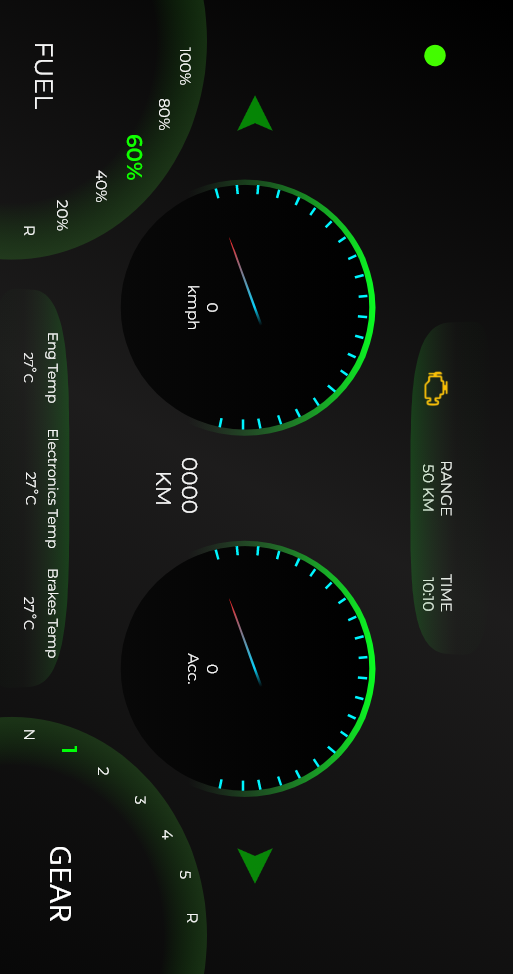 RANGE
50 KM
TIME
10:10
0
kmph
0000
KM
0
Acc.
100%
80%
60%
40%
20%
R
FUEL
Eng Temp
27°C
Electronics Temp
27°C
Brakes Temp
27°C
N
1
2
3
4
5
R
GEAR